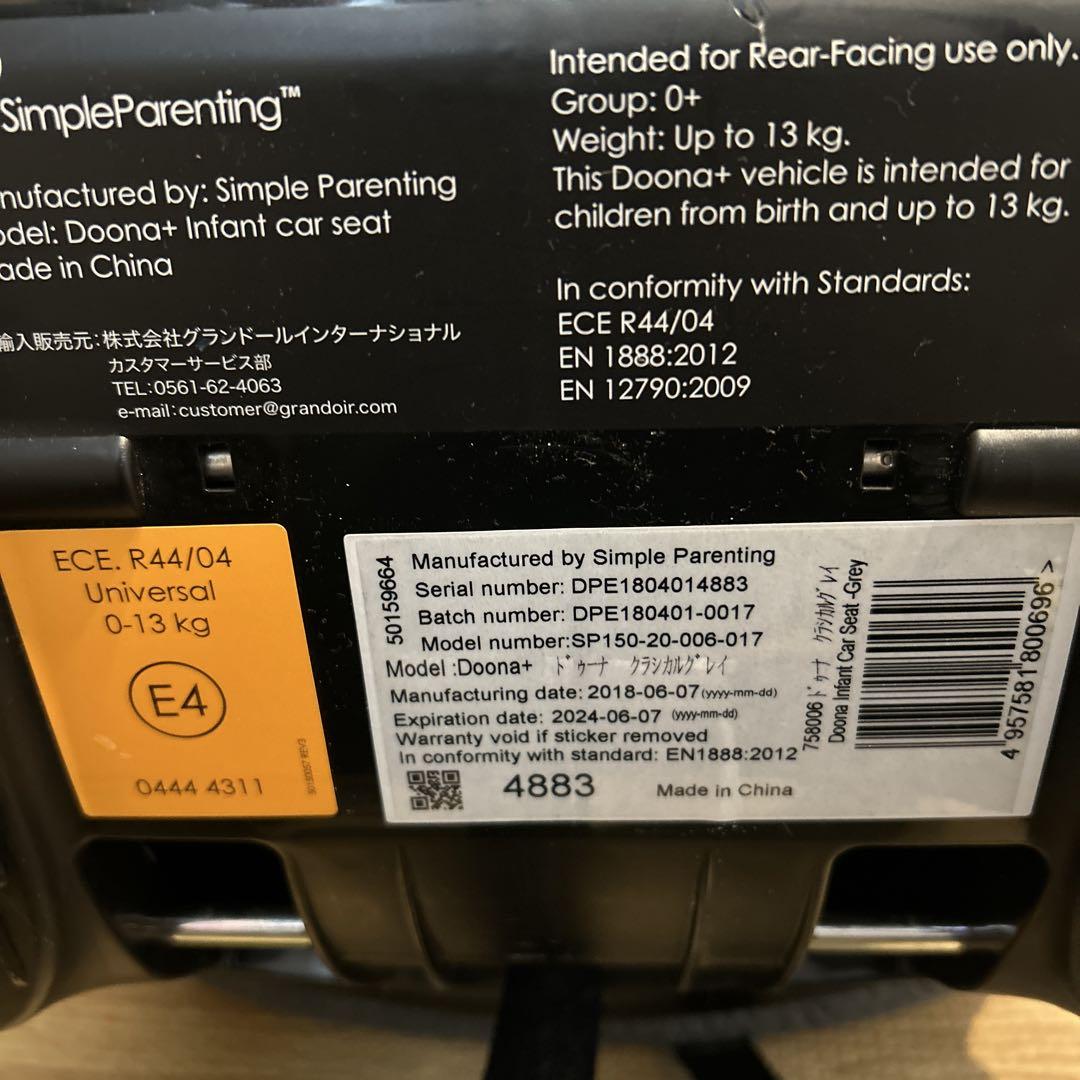 SimpleParenting™
nufactured by: Simple Parenting
odel: Doona+ Infant car seat
ade in China
輸入販売元:株式会社グランドールインターナショナル
カスタマーサービス部
TEL:0561-62-4063
e-mail:customer@grandoir.com
Intended for Rear-Facing use only.
Group: 0+
Weight: Up to 13 kg.
This Doona+ vehicle is intended for
children from birth and up to 13 kg.
In conformity with Standards:
ECE R44/04
EN 1888:2012
EN 12790:2009
ECE. R44/04
Universal
0-13 kg
E4
0444 4311
50159664
Manufactured by Simple Parenting
Serial number: DPE1804014883
Batch number: DPE180401-0017
Model number:SP150-20-006-017
Model :Doona+ ドゥーナ クラシカルグレイ
Manufacturing date: 2018-06-07(yyyy-mm-dd)
Expiration date: 2024-06-07 (yyyy-mm-dd)
Warranty void if sticker removed
In conformity with standard: EN1888:2012
4883
Made in China
758006 ドゥーナ クラシカルグレイ
Doona Infant Car Seat -Grey
4 957581 800696 >